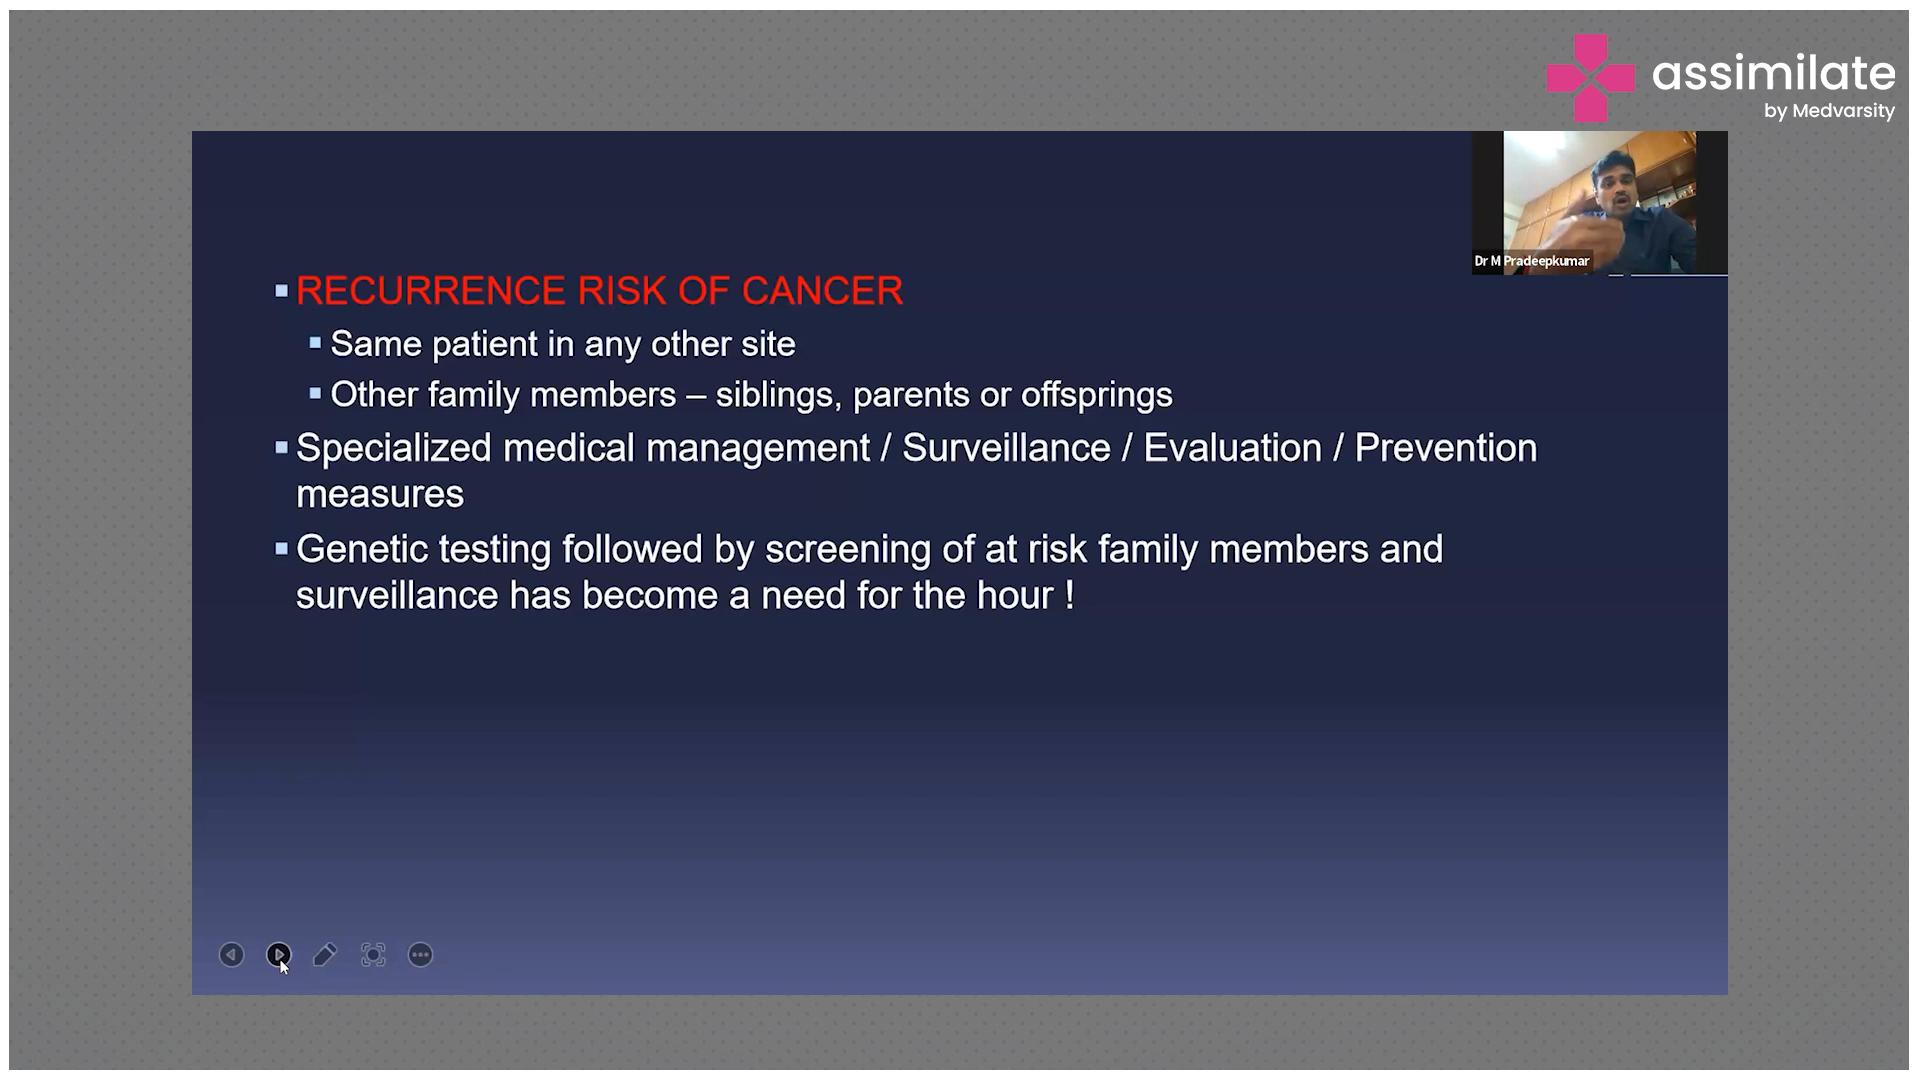 assimilate
by Medvarsity
Dr M Pradeepkumar
RECURRENCE RISK OF CANCER
Same patient in any other site
Other family members – siblings, parents or offsprings
Specialized medical management / Surveillance / Evaluation / Prevention
measures
Genetic testing followed by screening of at risk family members and
surveillance has become a need for the hour !